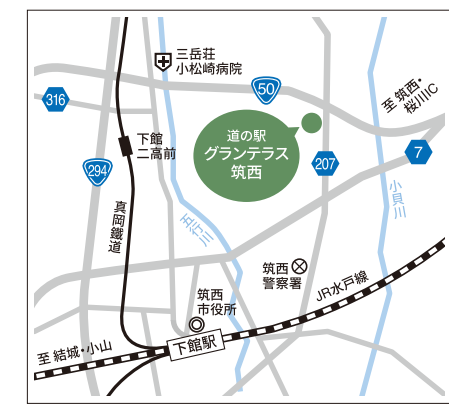 三岳荘
小松崎病院
50
至 筑西・
桜川IC
316
道の駅
グランテラス
筑西
下館
二高前
7
207
294
小貝川
真岡鐵道
五行川
筑西
警察署
JR水戸線
筑西
市役所
下館駅
至 結城・小山